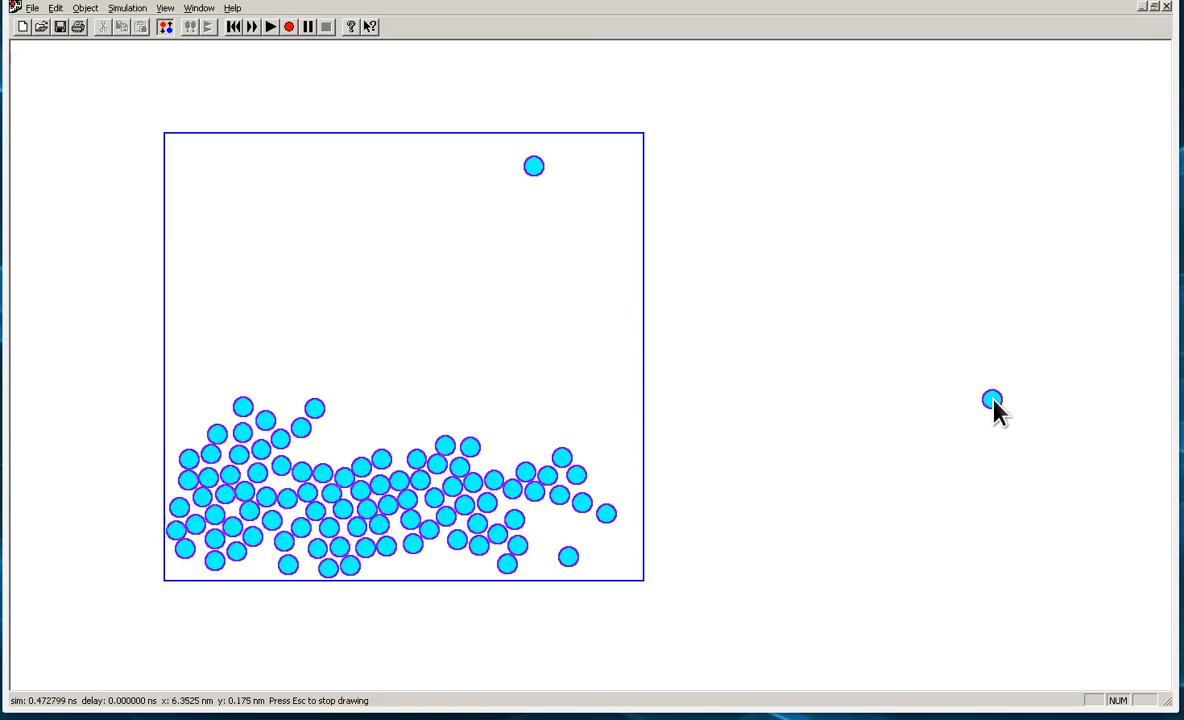 File Edit Object Simulation View Window Help
sim: 0.472799 ns delay: 0.000000 ns x: 6.3525 nm y: 0.175 nm Press Esc to stop drawing
NUM